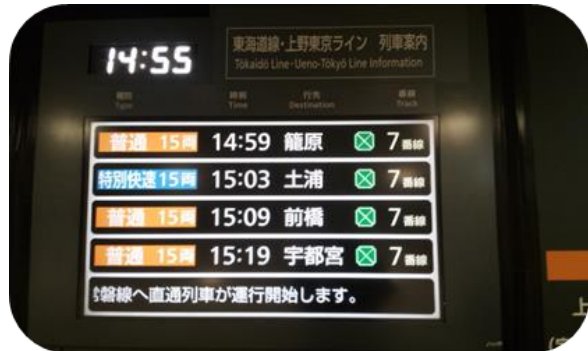 14:55
東海道線・上野東京ライン 列車案内
Tōkaidō Line-Ueno-Tōkyō Line Information
種別 時刻 行先 番線
Type Time Destination Track
普通 15両 14:59 籠原 7番線
特別快速 15両 15:03 土浦 7番線
普通 15両 15:09 前橋 7番線
普通 15両 15:19 宇都宮 7番線
磐線へ直通列車が運行開始します。
上